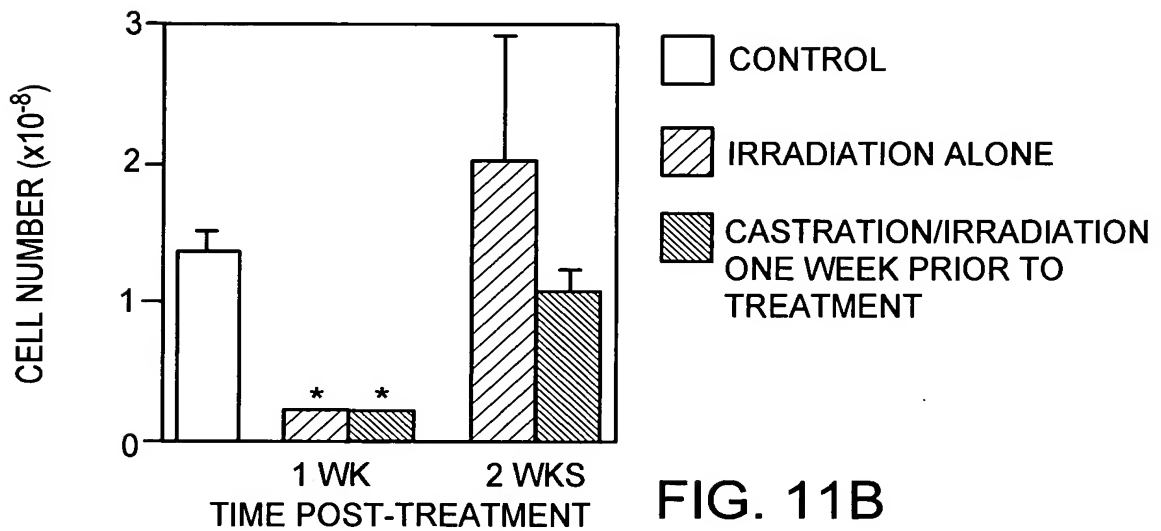 3
2
1
0
CELL NUMBER (x10-8)
* *
1 WK 2 WKS
TIME POST-TREATMENT
CONTROL
IRRADIATION ALONE
CASTRATION/IRRADIATION
ONE WEEK PRIOR TO
TREATMENT
FIG. 11B